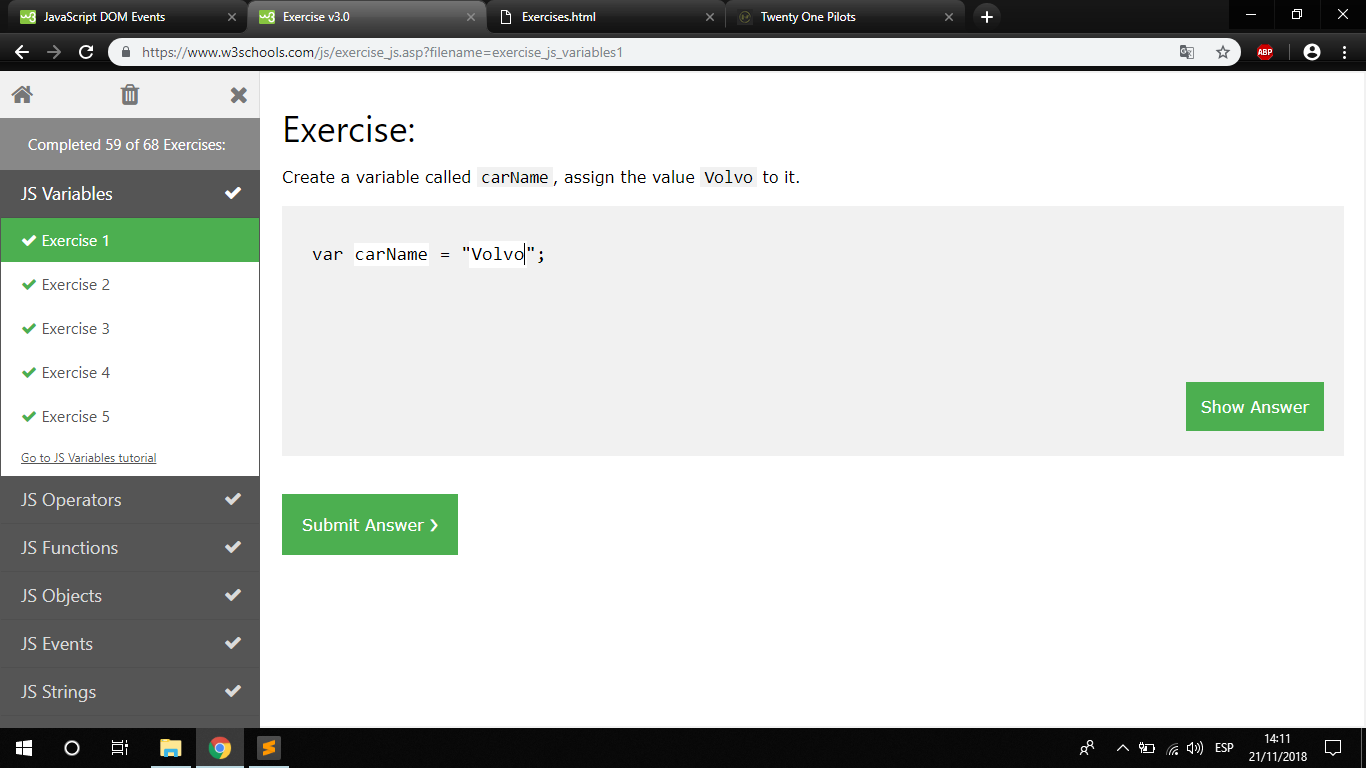 JavaScript DOM Events
Exercise v3.0
Exercises.html
Twenty One Pilots
https://www.w3schools.com/js/exercise_js.asp?filename=exercise_js_variables1
ABP
Completed 59 of 68 Exercises:
JS Variables
Exercise 1
Exercise 2
Exercise 3
Exercise 4
Exercise 5
Go to JS Variables tutorial
JS Operators
JS Functions
JS Objects
JS Events
JS Strings
Exercise:
Create a variable called carName, assign the value Volvo to it.
var carName = "Volvo";
Show Answer
Submit Answer ❯
ESP
14:11
21/11/2018